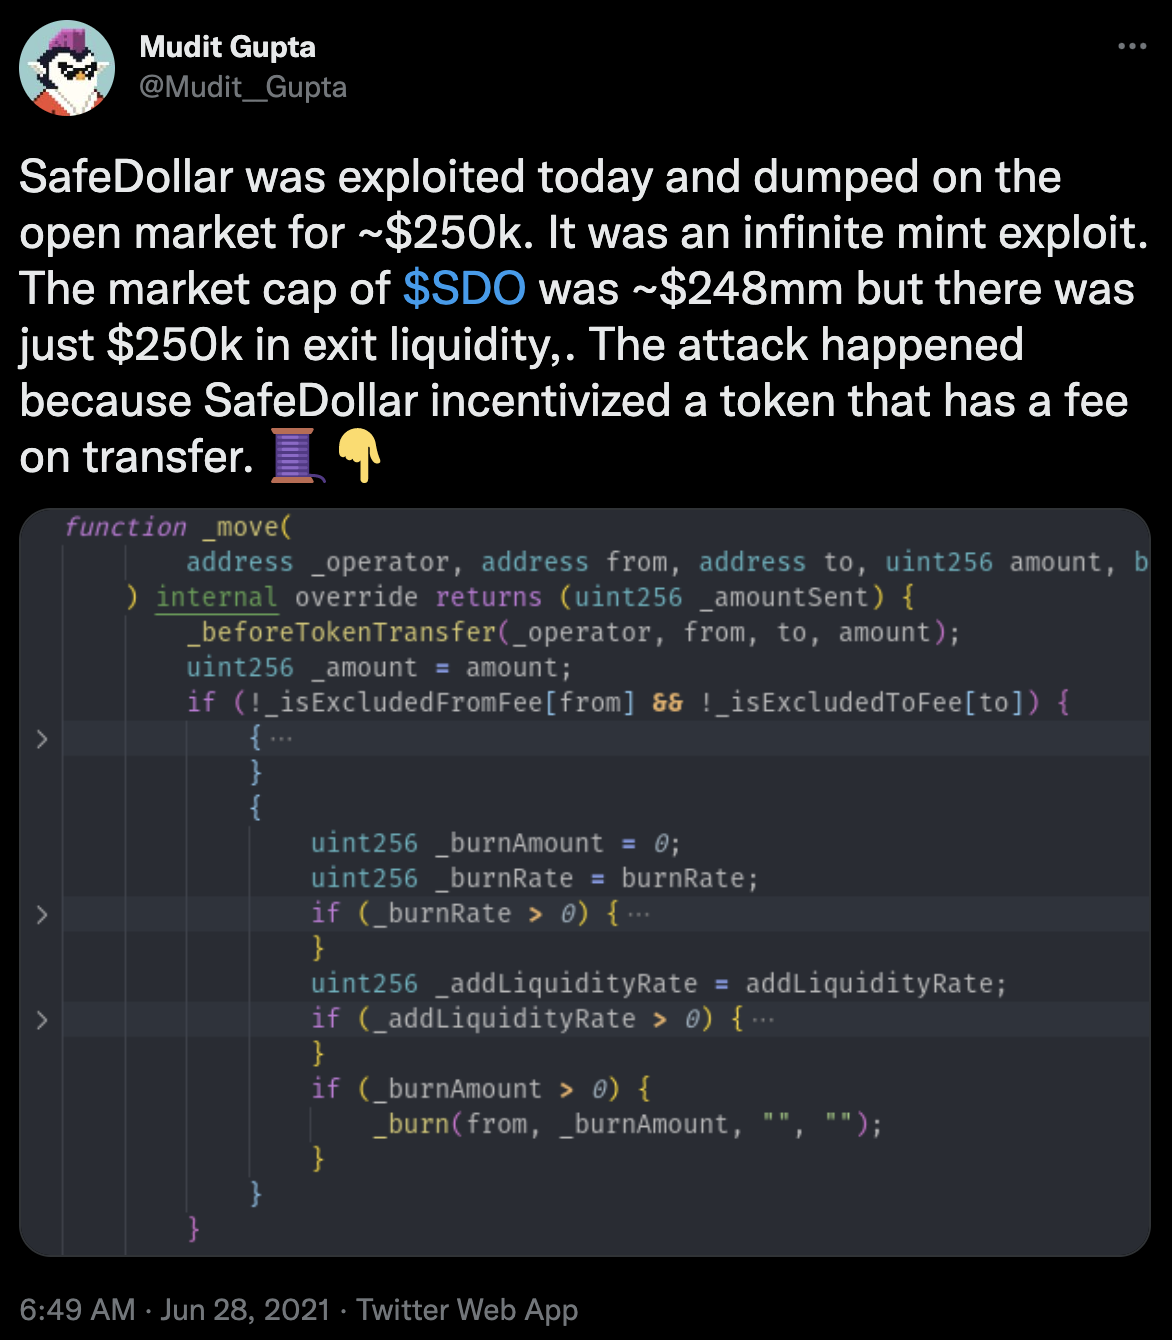 Mudit Gupta
@Mudit__Gupta
SafeDollar was exploited today and dumped on the
open market for ~$250k. It was an infinite mint exploit.
The market cap of $SDO was ~$248mm but there was
just $250k in exit liquidity,. The attack happened
because SafeDollar incentivized a token that has a fee
on transfer. 🧵👇
function _move(
address _operator, address from, address to, uint256 amount, b
) internal override returns (uint256 _amountSent) {
_beforeTokenTransfer(_operator, from, to, amount);
uint256 _amount = amount;
if (!_isExcludedFromFee[from] && !_isExcludedToFee[to]) {
{ ···
}
{
uint256 _burnAmount = 0;
uint256 _burnRate = burnRate;
if (_burnRate > 0) { ···
}
uint256 _addLiquidityRate = addLiquidityRate;
if (_addLiquidityRate > 0) { ···
}
if (_burnAmount > 0) {
_burn(from, _burnAmount, "", "");
}
}
}
6:49 AM · Jun 28, 2021 · Twitter Web App